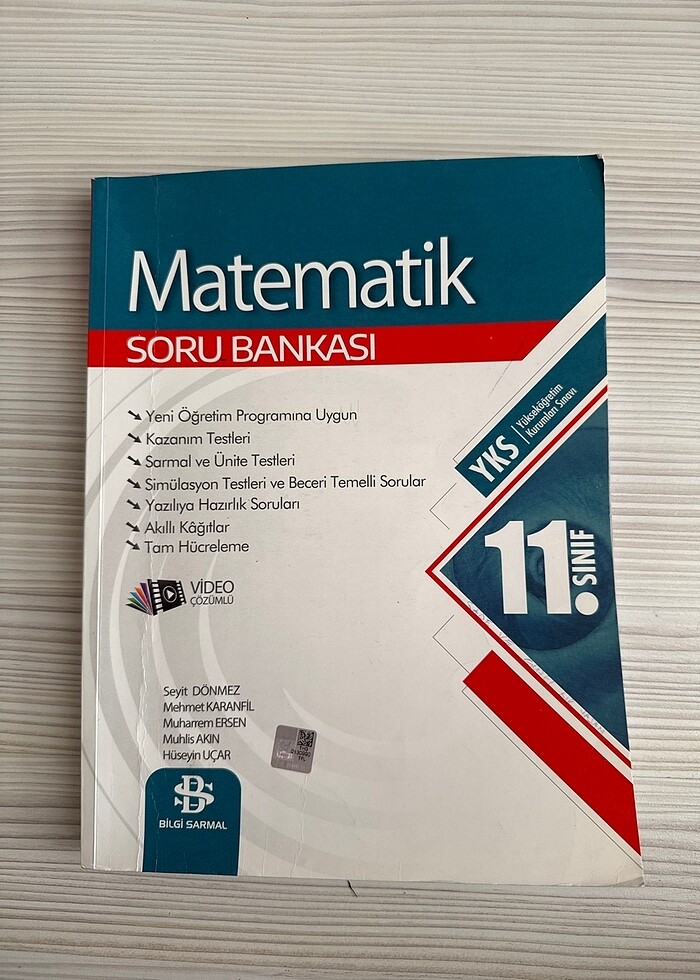 Matematik
SORU BANKASI
Yeni Öğretim Programına Uygun
Kazanım Testleri
Sarmal ve Ünite Testleri
Simülasyon Testleri ve Beceri Temelli Sorular
Yazılıya Hazırlık Soruları
Akıllı Kâğıtlar
Tam Hücreleme
VİDEO
ÇÖZÜMLÜ
YKS
Yükseköğretim
Kurumları Sınavı
11.
SINIF
Seyit DÖNMEZ
Mehmet KARANFİL
Muharrem ERSEN
Muhlis AKIN
Hüseyin UÇAR
BİLGİ SARMAL